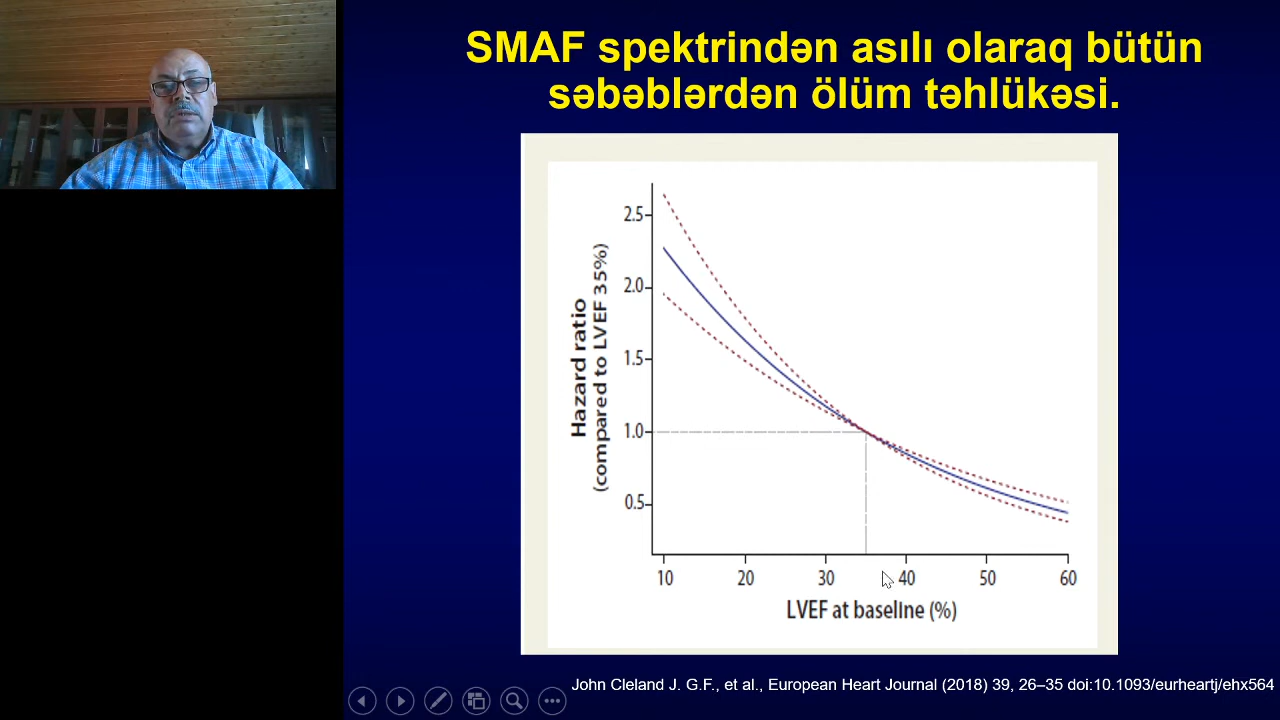 SMAF spektrindən asılı olaraq bütün
səbəblərdən ölüm təhlükəsi.
Hazard ratio
(compared to LVEF 35%)
2.5
2.0
1.5
1.0
0.5
10 20 30 40 50 60
LVEF at baseline (%)
John Cleland J. G.F., et al., European Heart Journal (2018) 39, 26–35 doi:10.1093/eurheartj/ehx564